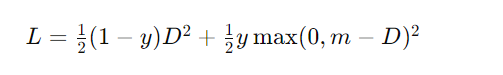 L = ½(1 − y)D² + ½y max(0, m − D)²